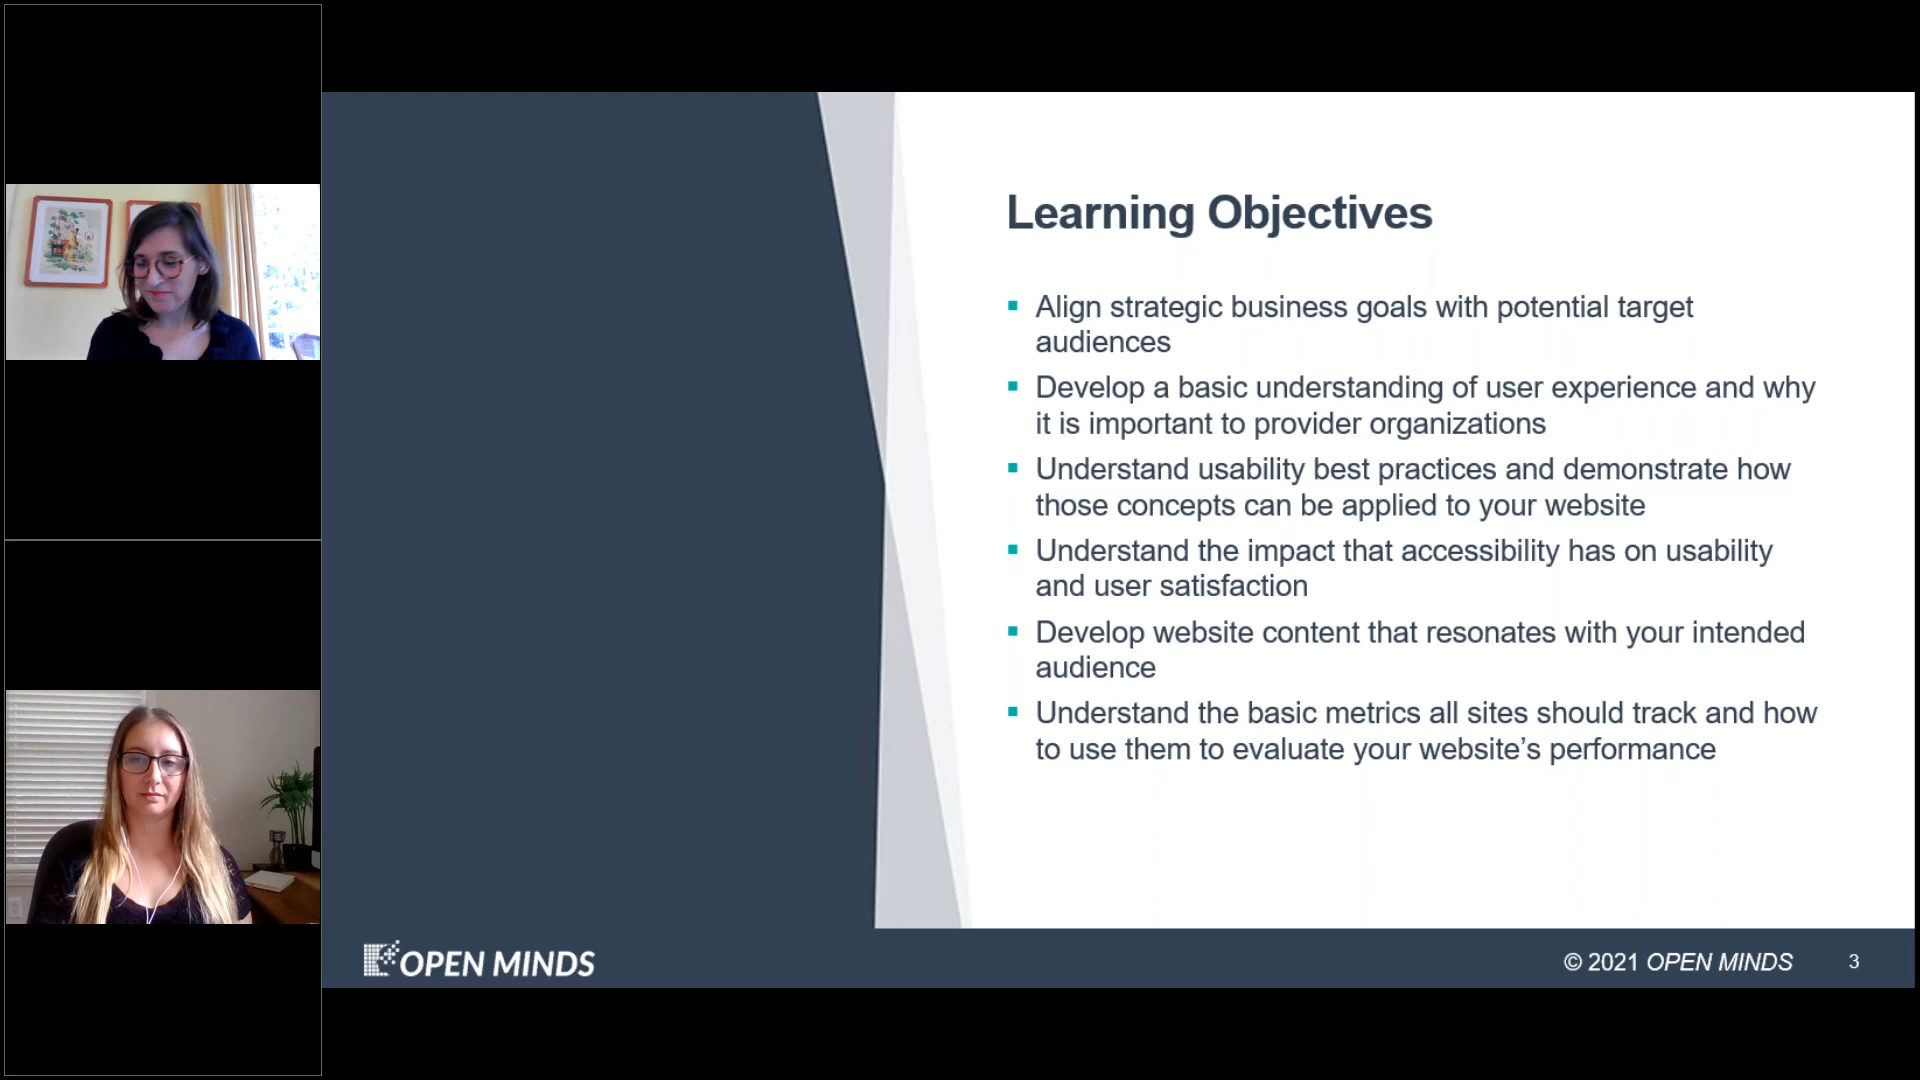 Learning Objectives
Align strategic business goals with potential target
audiences
Develop a basic understanding of user experience and why
it is important to provider organizations
Understand usability best practices and demonstrate how
those concepts can be applied to your website
Understand the impact that accessibility has on usability
and user satisfaction
Develop website content that resonates with your intended
audience
Understand the basic metrics all sites should track and how
to use them to evaluate your website’s performance
OPEN MINDS
© 2021 OPEN MINDS 3